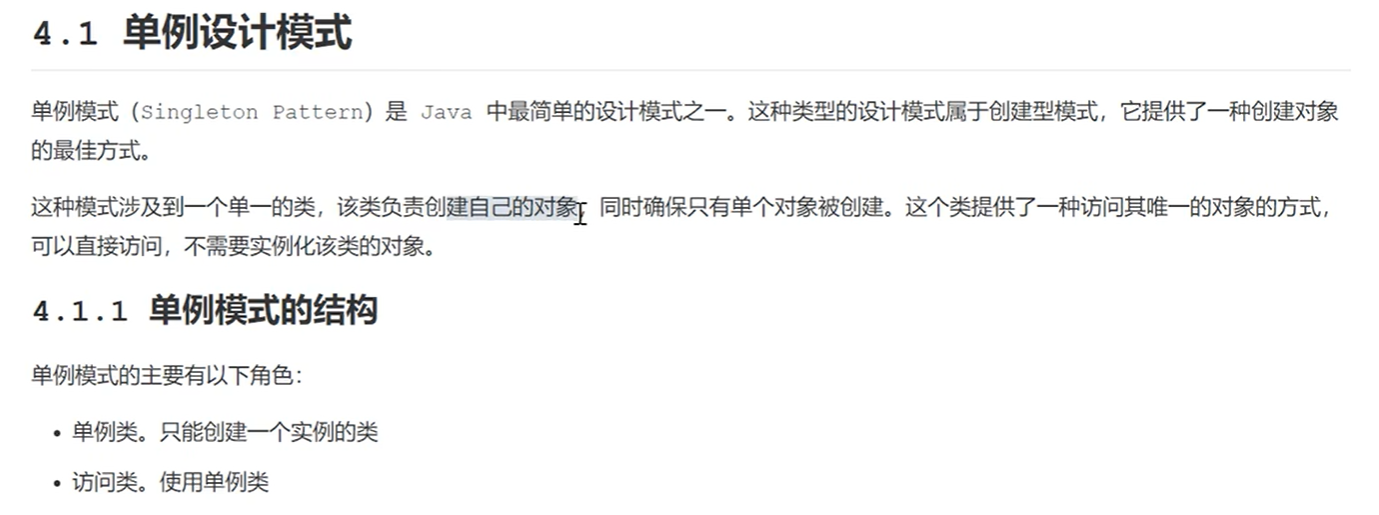 4.1 单例设计模式
单例模式（Singleton Pattern）是 Java 中最简单的设计模式之一。这种类型的设计模式属于创建型模式，它提供了一种创建对象
的最佳方式。
这种模式涉及到一个单一的类，该类负责创建自己的对象，同时确保只有单个对象被创建。这个类提供了一种访问其唯一的对象的方式，
可以直接访问，不需要实例化该类的对象。
4.1.1 单例模式的结构
单例模式的主要有以下角色：
• 单例类。只能创建一个实例的类
• 访问类。使用单例类